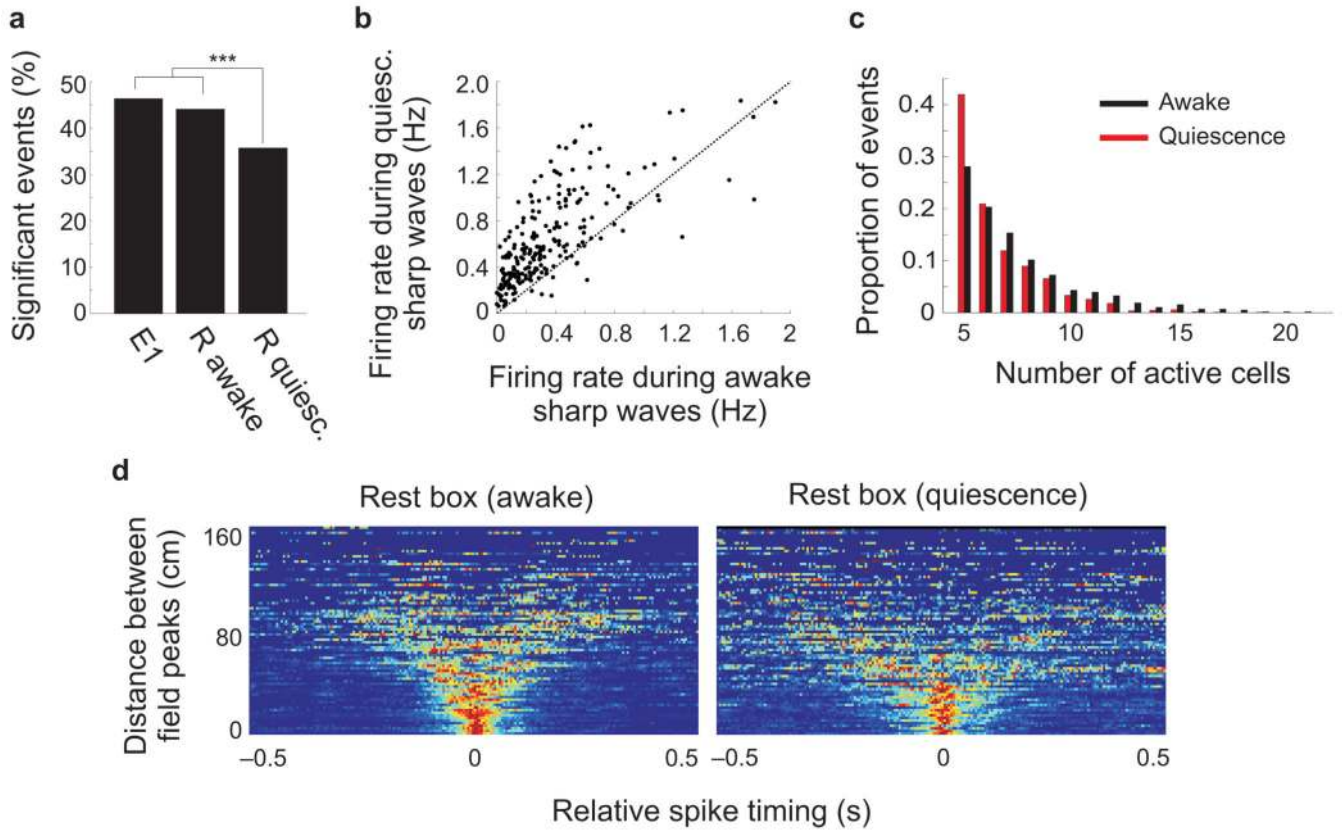 a
Significant events (%)
50
40
30
20
10
0
***
E1
R awake
R quiesc.
b
Firing rate during quiesc.
sharp waves (Hz)
2.0
1.6
1.2
0.8
0.4
0
0 0.4 0.8 1.2 1.6 2
Firing rate during awake
sharp waves (Hz)
c
Proportion of events
0.4
0.3
0.2
0.1
0
Awake
Quiescence
5 10 15 20
Number of active cells
d
Rest box (awake)
Rest box (quiescence)
Distance between
field peaks (cm)
160
80
0
–0.5 0 0.5
–0.5 0 0.5
Relative spike timing (s)